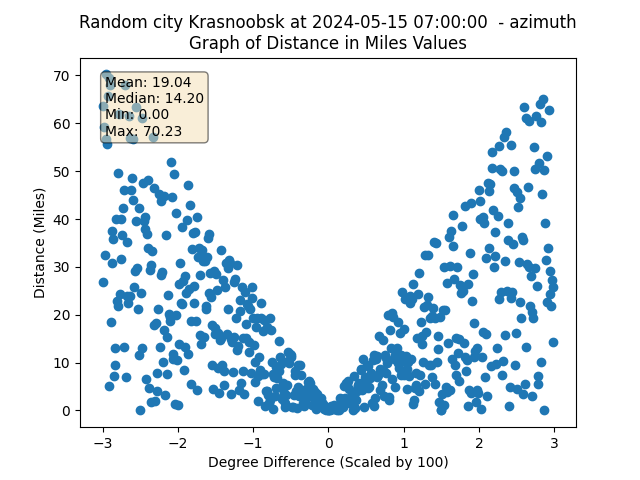 Random city Krasnoobsk at 2024-05-15 07:00:00 - azimuth
Graph of Distance in Miles Values
Mean: 19.04
Median: 14.20
Min: 0.00
Max: 70.23
70
60
50
40
30
20
10
0
Distance (Miles)
−3
−2
−1
0
1
2
3
Degree Difference (Scaled by 100)